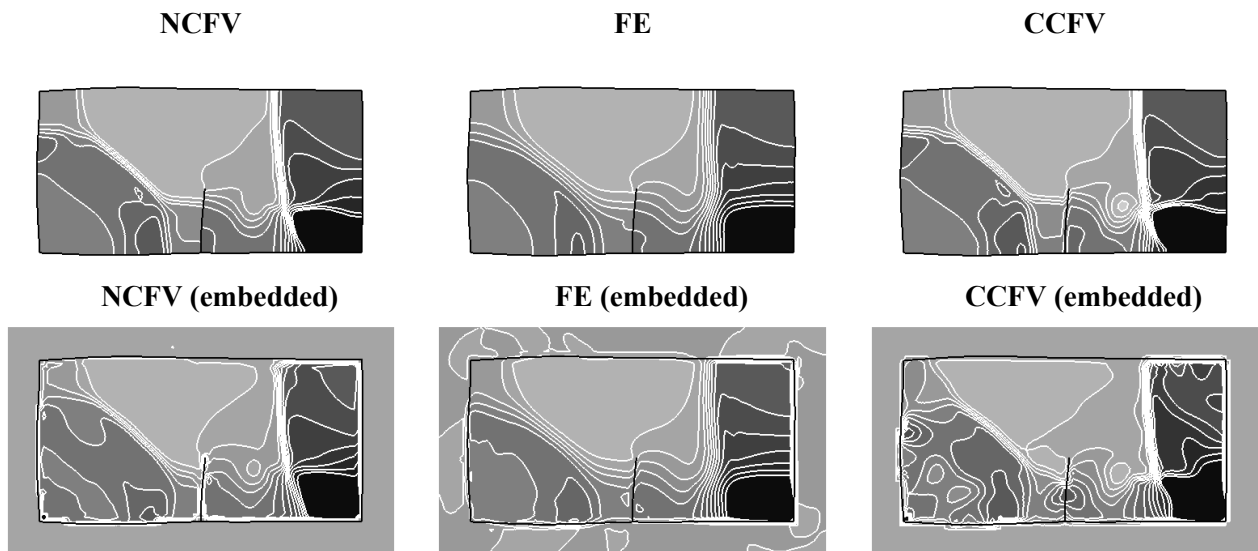 NCFV
FE
CCFV
NCFV (embedded)
FE (embedded)
CCFV (embedded)